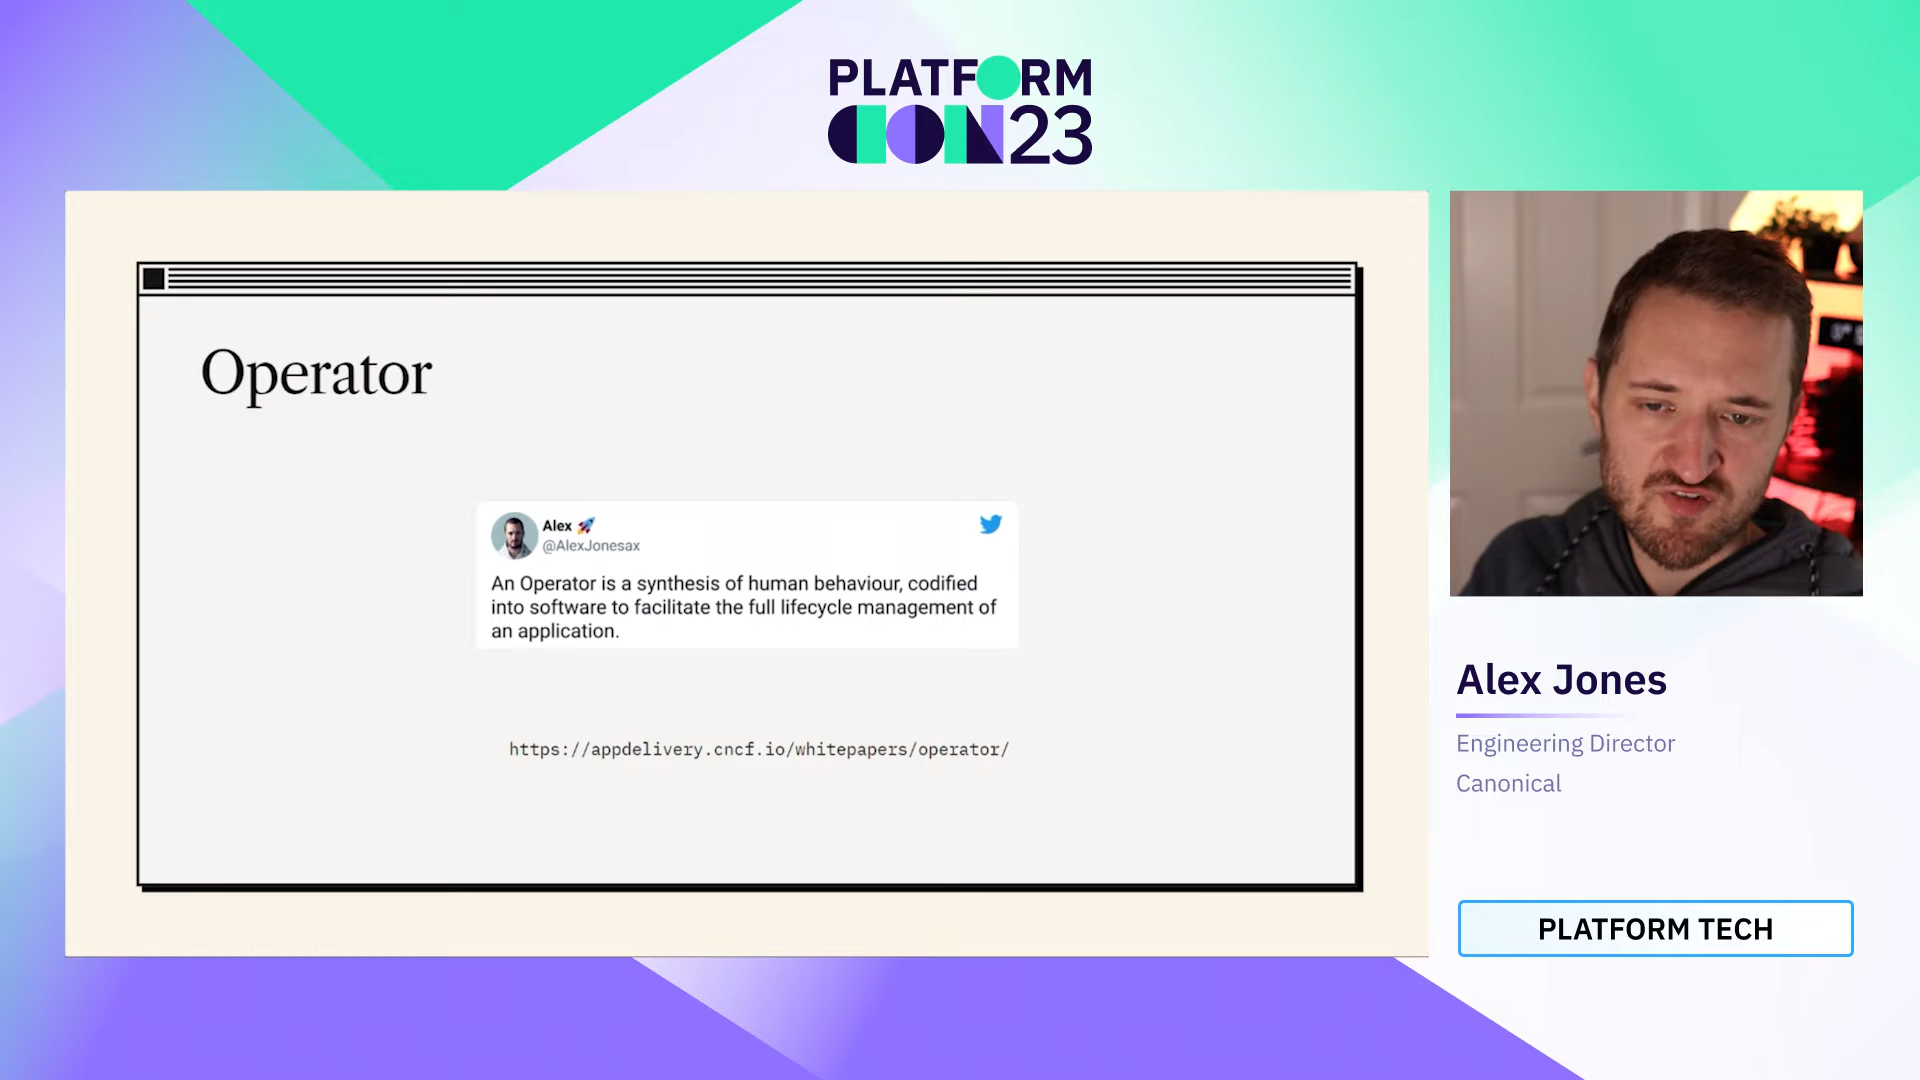 PLATFORM
CON23
Operator
Alex 🚀
@AlexJonesax
An Operator is a synthesis of human behaviour, codified
into software to facilitate the full lifecycle management of
an application.
https://appdelivery.cncf.io/whitepapers/operator/
Alex Jones
Engineering Director
Canonical
PLATFORM TECH